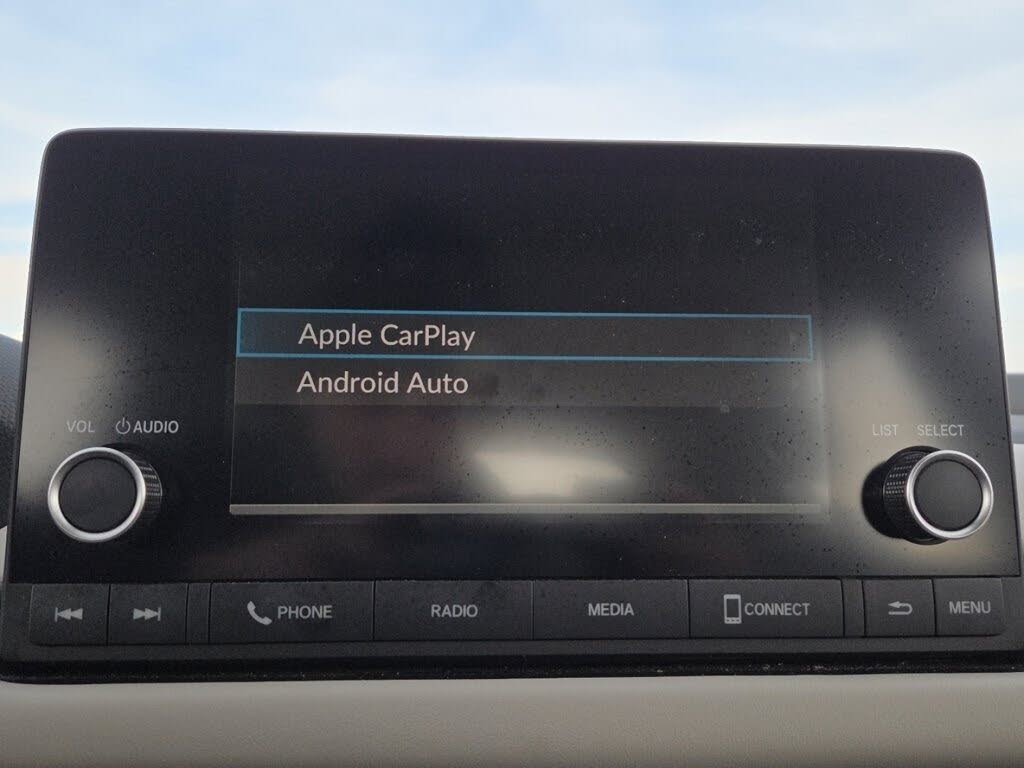 Apple CarPlay
Android Auto
VOL AUDIO
LIST SELECT
PHONE RADIO MEDIA CONNECT MENU